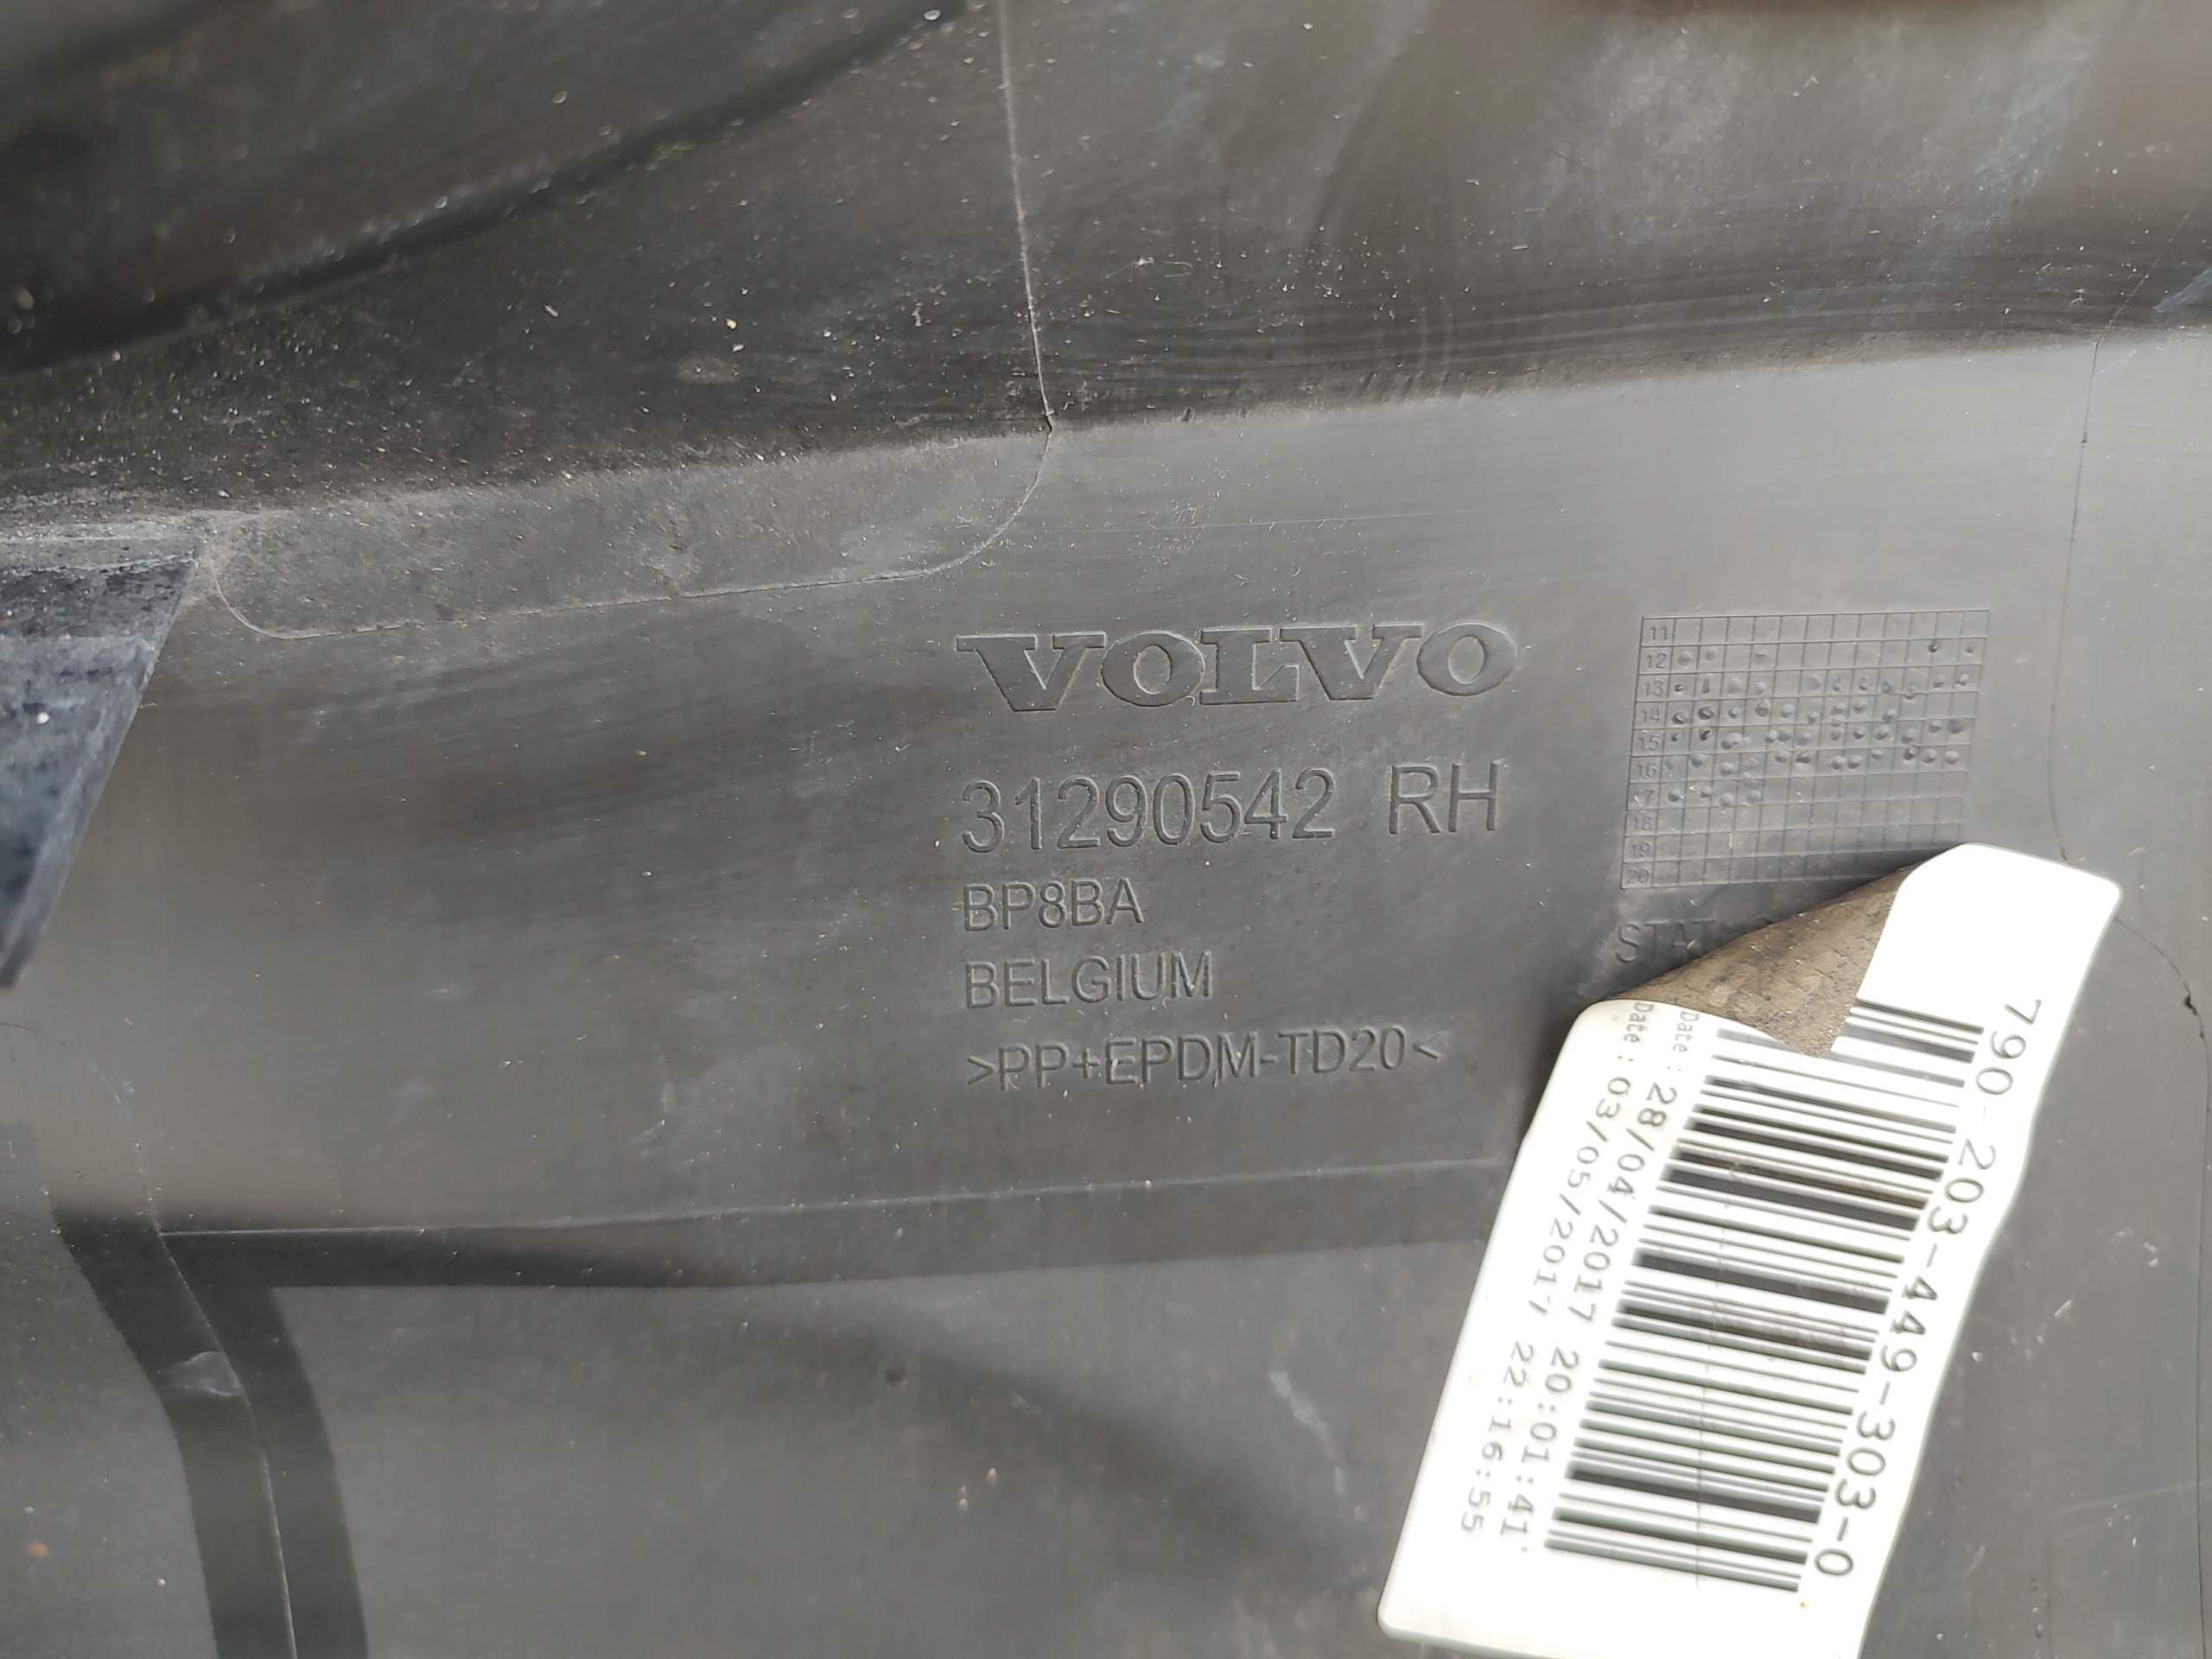 VOLVO
31290542 RH
BP8BA
BELGIUM
>PP+EPDM-TD20<
11
12
13
14
15
16
17
18
19
20
790-203-449-303-0
Date: 28/04/2017 20:01:41
Date: 03/05/2017 22:16:55